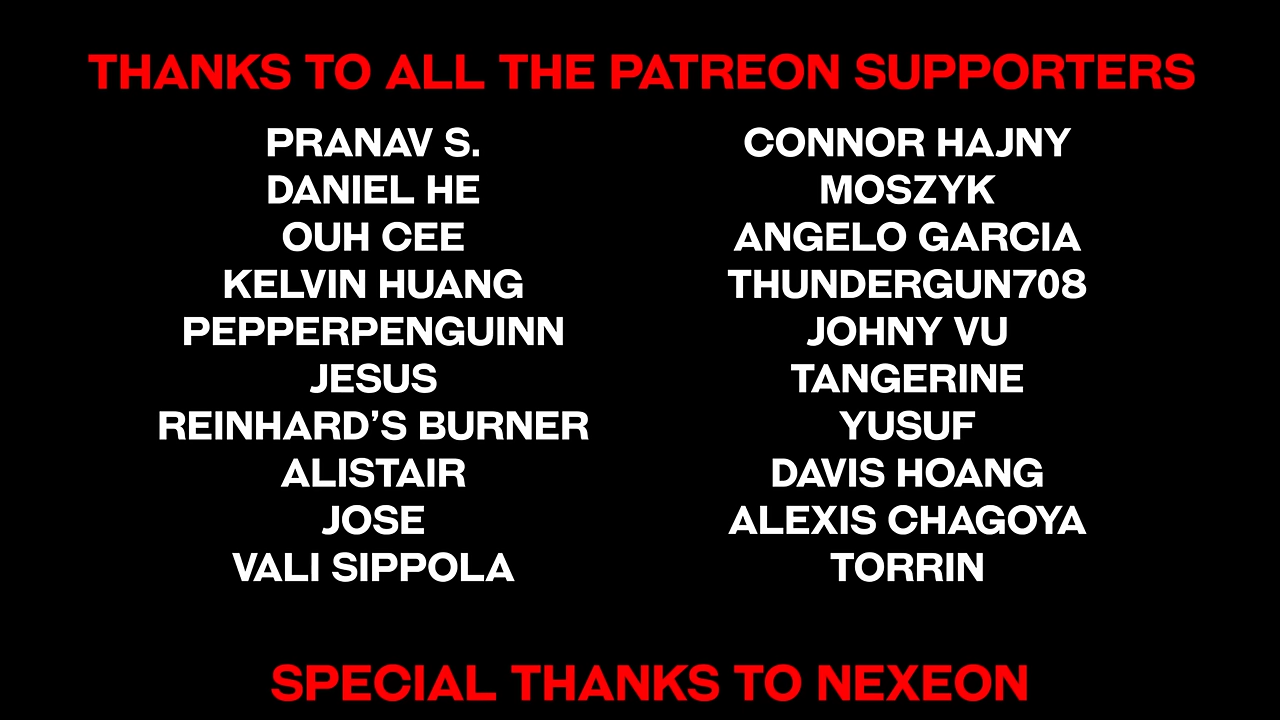 THANKS TO ALL THE PATREON SUPPORTERS
PRANAV S.
DANIEL HE
OUH CEE
KELVIN HUANG
PEPPERPENGUINN
JESUS
REINHARD’S BURNER
ALISTAIR
JOSE
VALI SIPPOLA
CONNOR HAJNY
MOSZYK
ANGELO GARCIA
THUNDERGUN708
JOHNY VU
TANGERINE
YUSUF
DAVIS HOANG
ALEXIS CHAGOYA
TORRIN
SPECIAL THANKS TO NEXEON